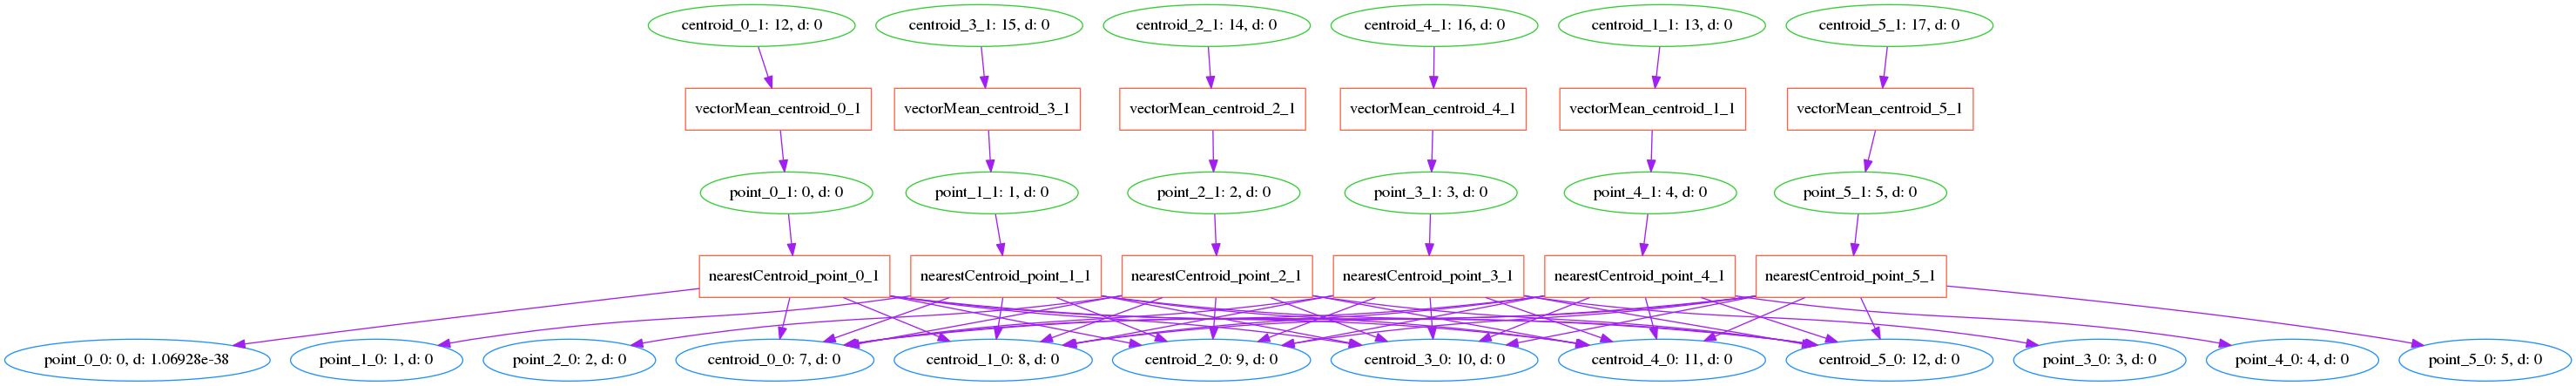 centroid_0_1: 12, d: 0
centroid_3_1: 15, d: 0
centroid_2_1: 14, d: 0
centroid_4_1: 16, d: 0
centroid_1_1: 13, d: 0
centroid_5_1: 17, d: 0
vectorMean_centroid_0_1
vectorMean_centroid_3_1
vectorMean_centroid_2_1
vectorMean_centroid_4_1
vectorMean_centroid_1_1
vectorMean_centroid_5_1
point_0_1: 0, d: 0
point_1_1: 1, d: 0
point_2_1: 2, d: 0
point_3_1: 3, d: 0
point_4_1: 4, d: 0
point_5_1: 5, d: 0
nearestCentroid_point_0_1
nearestCentroid_point_1_1
nearestCentroid_point_2_1
nearestCentroid_point_3_1
nearestCentroid_point_4_1
nearestCentroid_point_5_1
point_0_0: 0, d: 1.06928e-38
point_1_0: 1, d: 0
point_2_0: 2, d: 0
centroid_0_0: 7, d: 0
centroid_1_0: 8, d: 0
centroid_2_0: 9, d: 0
centroid_3_0: 10, d: 0
centroid_4_0: 11, d: 0
centroid_5_0: 12, d: 0
point_3_0: 3, d: 0
point_4_0: 4, d: 0
point_5_0: 5, d: 0